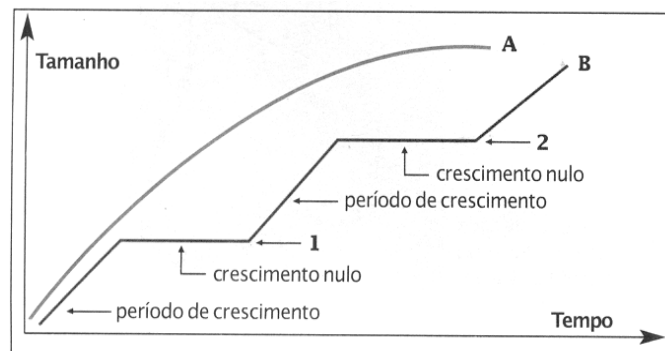 Tamanho
A
B
2
crescimento nulo
período de crescimento
1
crescimento nulo
período de crescimento
Tempo